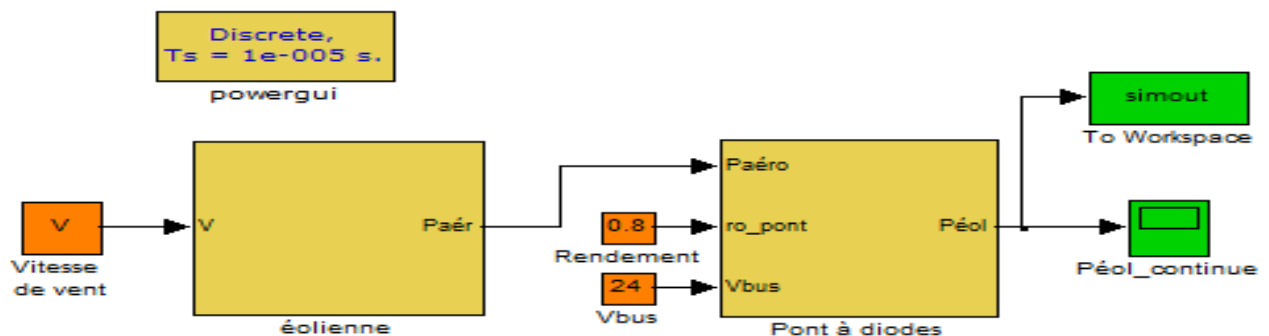 Discrete,
Ts = 1e-005 s.
powergui
simout
To Workspace
V
Vitesse
de vent
V
Paér
éolienne
0.8
Rendement
24
Vbus
Paéro
ro_pont
Vbus
Péol
Pont à diodes
Péol_continue